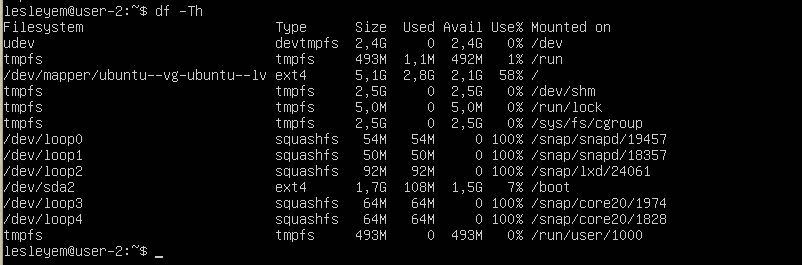 lesleyem@user-2:~$ df -Th
Filesystem                        Type      Size  Used Avail Use% Mounted on
udev                              devtmpfs  2,4G     0  2,4G   0% /dev
tmpfs                             tmpfs     493M  1,1M  492M   1% /run
/dev/mapper/ubuntu--vg-ubuntu--lv ext4      5,1G  2,8G  2,1G  58% /
tmpfs                             tmpfs     2,5G     0  2,5G   0% /dev/shm
tmpfs                             tmpfs     5,0M     0  5,0M   0% /run/lock
tmpfs                             tmpfs     2,5G     0  2,5G   0% /sys/fs/cgroup
/dev/loop0                        squashfs   54M   54M     0 100% /snap/snapd/19457
/dev/loop1                        squashfs   50M   50M     0 100% /snap/snapd/18357
/dev/loop2                        squashfs   92M   92M     0 100% /snap/lxd/24061
/dev/sda2                         ext4      1,7G  108M  1,5G   7% /boot
/dev/loop3                        squashfs   64M   64M     0 100% /snap/core20/1974
/dev/loop4                        squashfs   64M   64M     0 100% /snap/core20/1828
tmpfs                             tmpfs     493M     0  493M   0% /run/user/1000
lesleyem@user-2:~$ _